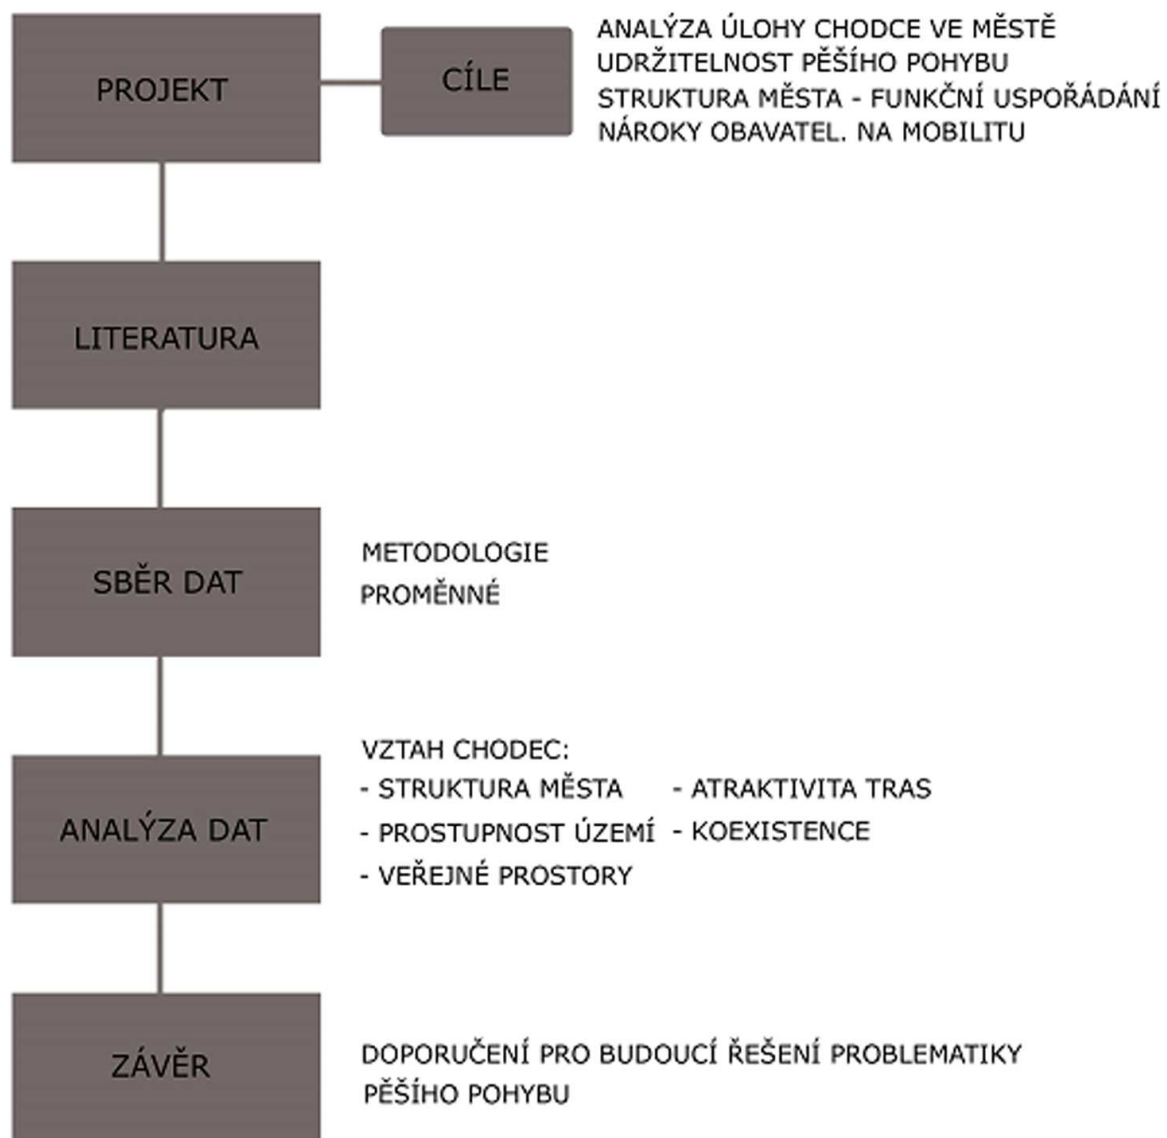 PROJEKT
CÍLE
ANALÝZA ÚLOHY CHODCE VE MĚSTĚ
UDRŽITELNOST PĚŠÍHO POHYBU
STRUKTURA MĚSTA - FUNKČNÍ USPOŘÁDÁNÍ
NÁROKY OBAVATEL. NA MOBILITU
LITERATURA
SBĚR DAT
METODOLOGIE
PROMĚNNÉ
ANALÝZA DAT
VZTAH CHODEC:
- STRUKTURA MĚSTA - ATRAKTIVITA TRAS
- PROSTUPNOST ÚZEMÍ - KOEXISTENCE
- VEŘEJNÉ PROSTORY
ZÁVĚR
DOPORUČENÍ PRO BUDOUCÍ ŘEŠENÍ PROBLEMATIKY
PĚŠÍHO POHYBU